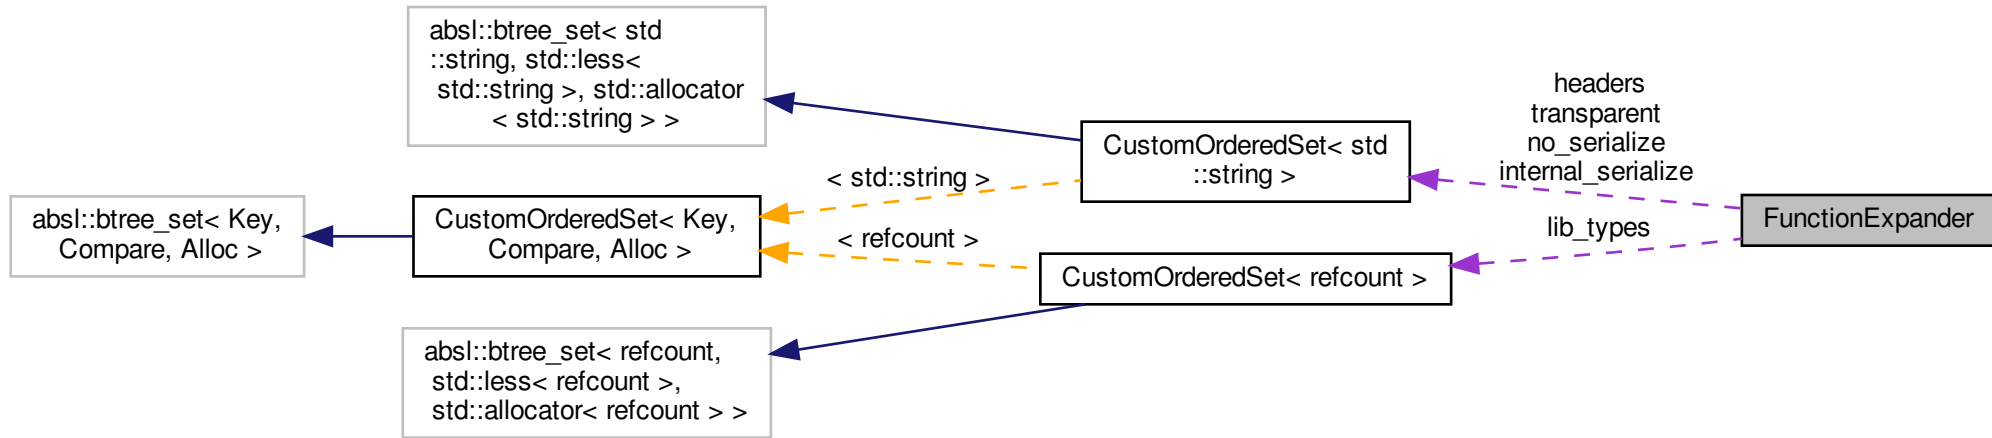 absl::btree_set< std
::string, std::less<
std::string >, std::allocator
< std::string > >
headers
transparent
no_serialize
internal_serialize
CustomOrderedSet< std
::string >
< std::string >
absl::btree_set< Key,
Compare, Alloc >
CustomOrderedSet< Key,
Compare, Alloc >
< refcount >
lib_types
FunctionExpander
CustomOrderedSet< refcount >
absl::btree_set< refcount,
std::less< refcount >,
std::allocator< refcount > >